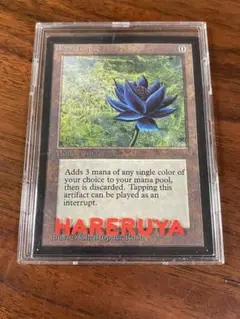 0
Adds 3 mana of any single color of
your choice to your mana pool,
then is discarded. Tapping this
artifact can be played as an
interrupt.
HARERUYA